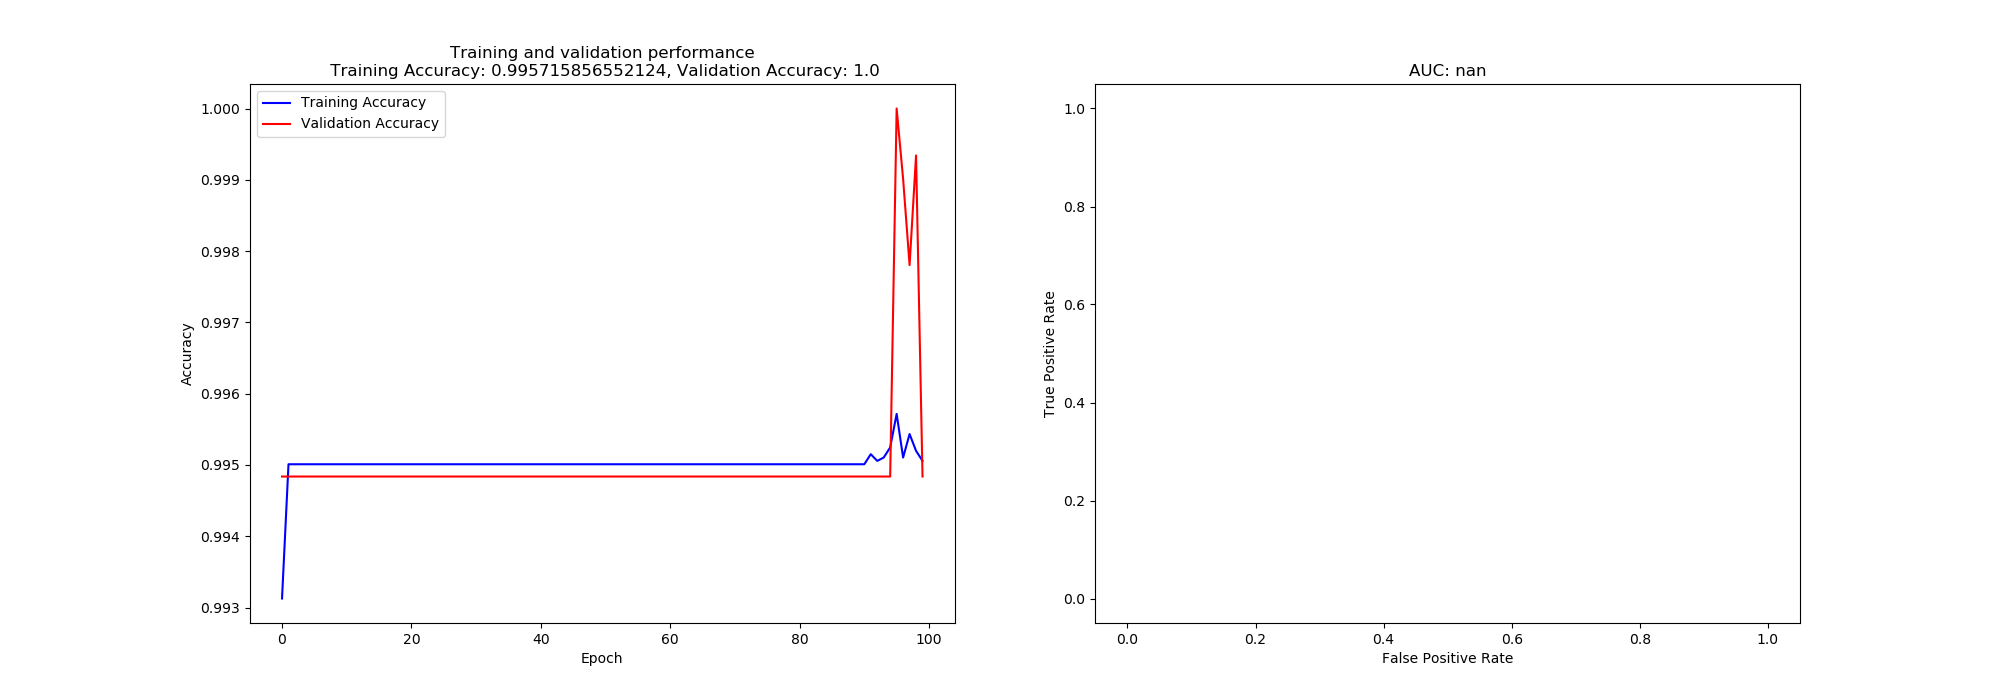 Training and validation performance
Training Accuracy: 0.995715856552124, Validation Accuracy: 1.0
Training Accuracy
Validation Accuracy
1.000
0.999
0.998
0.997
0.996
0.995
0.994
0.993
Accuracy
0
20
40
60
80
100
Epoch
AUC: nan
1.0
0.8
0.6
0.4
0.2
0.0
True Positive Rate
0.0
0.2
0.4
0.6
0.8
1.0
False Positive Rate